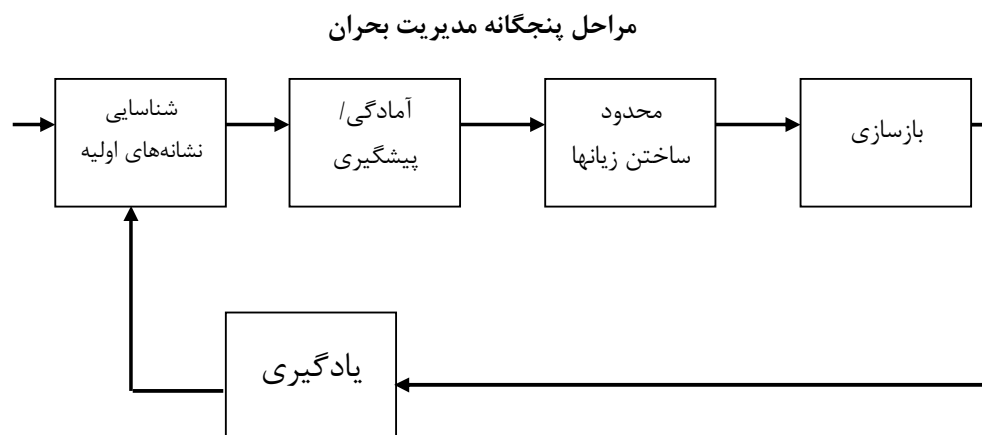 مراحل پنجگانه مدیریت بحران
شناسایی
نشانه‌های اولیه
آمادگی/
پیشگیری
محدود
ساختن زیانها
بازسازی
یادگیری